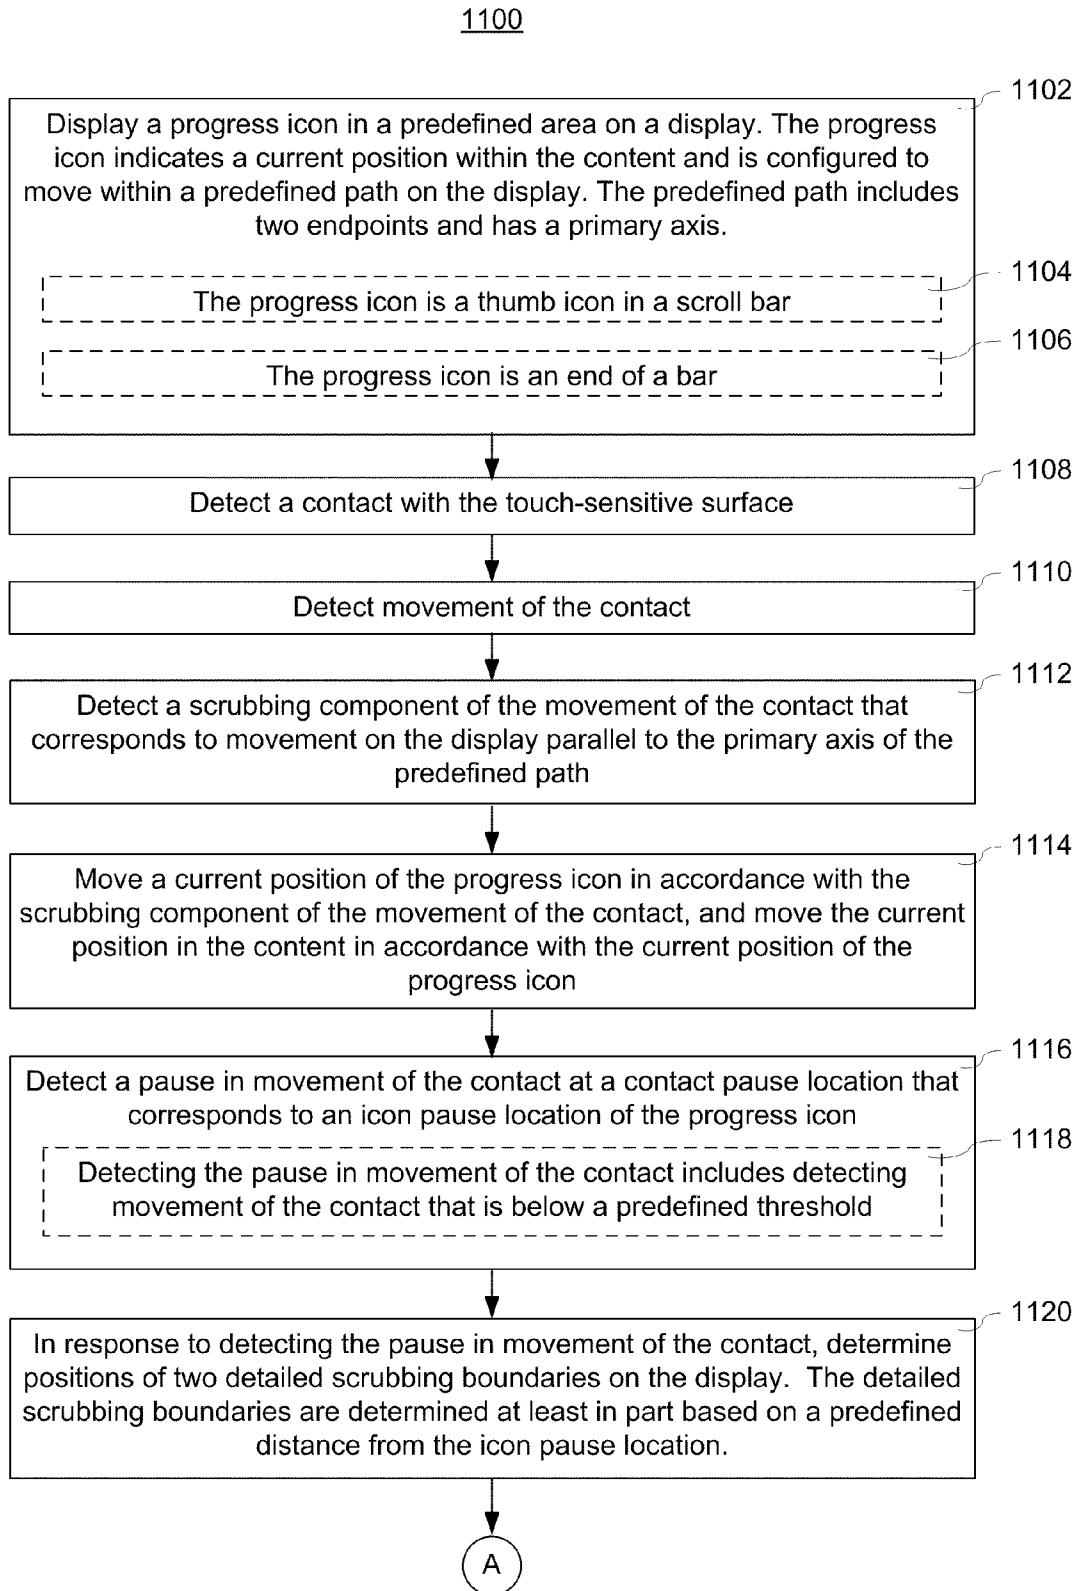 1100
1102
Display a progress icon in a predefined area on a display. The progress
icon indicates a current position within the content and is configured to
move within a predefined path on the display. The predefined path includes
two endpoints and has a primary axis.
1104
The progress icon is a thumb icon in a scroll bar
1106
The progress icon is an end of a bar
1108
Detect a contact with the touch-sensitive surface
1110
Detect movement of the contact
1112
Detect a scrubbing component of the movement of the contact that
corresponds to movement on the display parallel to the primary axis of the
predefined path
1114
Move a current position of the progress icon in accordance with the
scrubbing component of the movement of the contact, and move the current
position in the content in accordance with the current position of the
progress icon
1116
Detect a pause in movement of the contact at a contact pause location that
corresponds to an icon pause location of the progress icon
1118
Detecting the pause in movement of the contact includes detecting
movement of the contact that is below a predefined threshold
1120
In response to detecting the pause in movement of the contact, determine
positions of two detailed scrubbing boundaries on the display.  The detailed
scrubbing boundaries are determined at least in part based on a predefined
distance from the icon pause location.
A